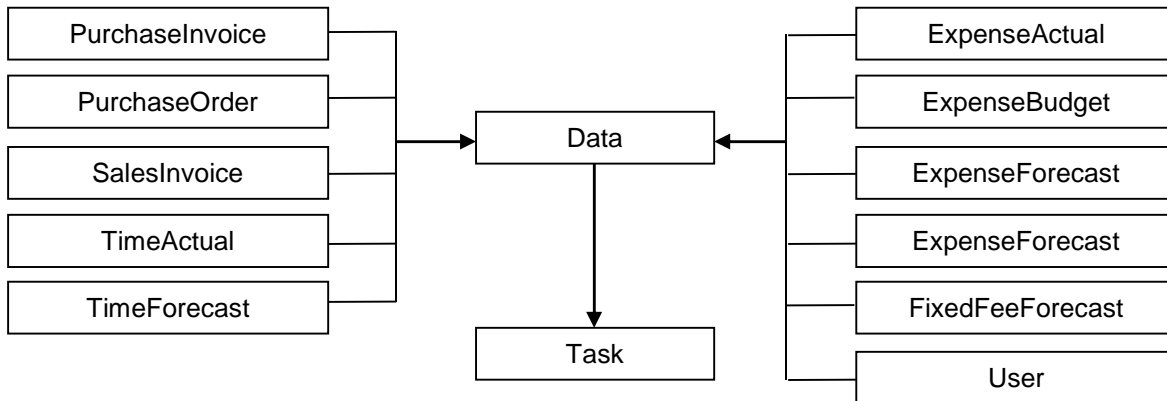 PurchaseInvoice
PurchaseOrder
SalesInvoice
TimeActual
TimeForecast
Data
Task
ExpenseActual
ExpenseBudget
ExpenseForecast
ExpenseForecast
FixedFeeForecast
User